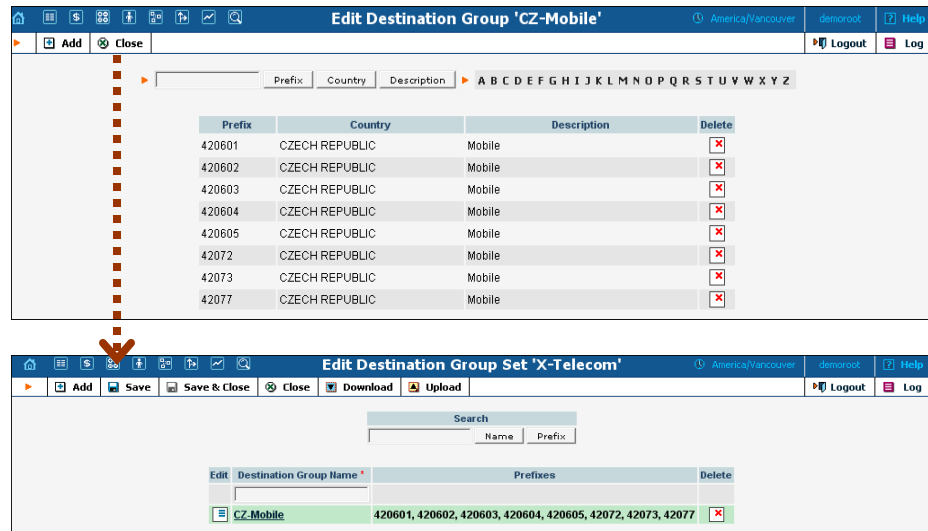 Edit Destination Group 'CZ-Mobile' America/Vancouver demoroot ? Help
Add Close Logout Log
Prefix Country Description A B C D E F G H I J K L M N O P Q R S T U V W X Y Z
Prefix Country Description Delete
420601 CZECH REPUBLIC Mobile
420602 CZECH REPUBLIC Mobile
420603 CZECH REPUBLIC Mobile
420604 CZECH REPUBLIC Mobile
420605 CZECH REPUBLIC Mobile
42072 CZECH REPUBLIC Mobile
42073 CZECH REPUBLIC Mobile
42077 CZECH REPUBLIC Mobile
Edit Destination Group Set 'X-Telecom' America/Vancouver demoroot ? Help
Add Save Save & Close Close Download Upload Logout Log
Search
Name Prefix
Edit Destination Group Name * Prefixes Delete
CZ-Mobile 420601, 420602, 420603, 420604, 420605, 42072, 42073, 42077